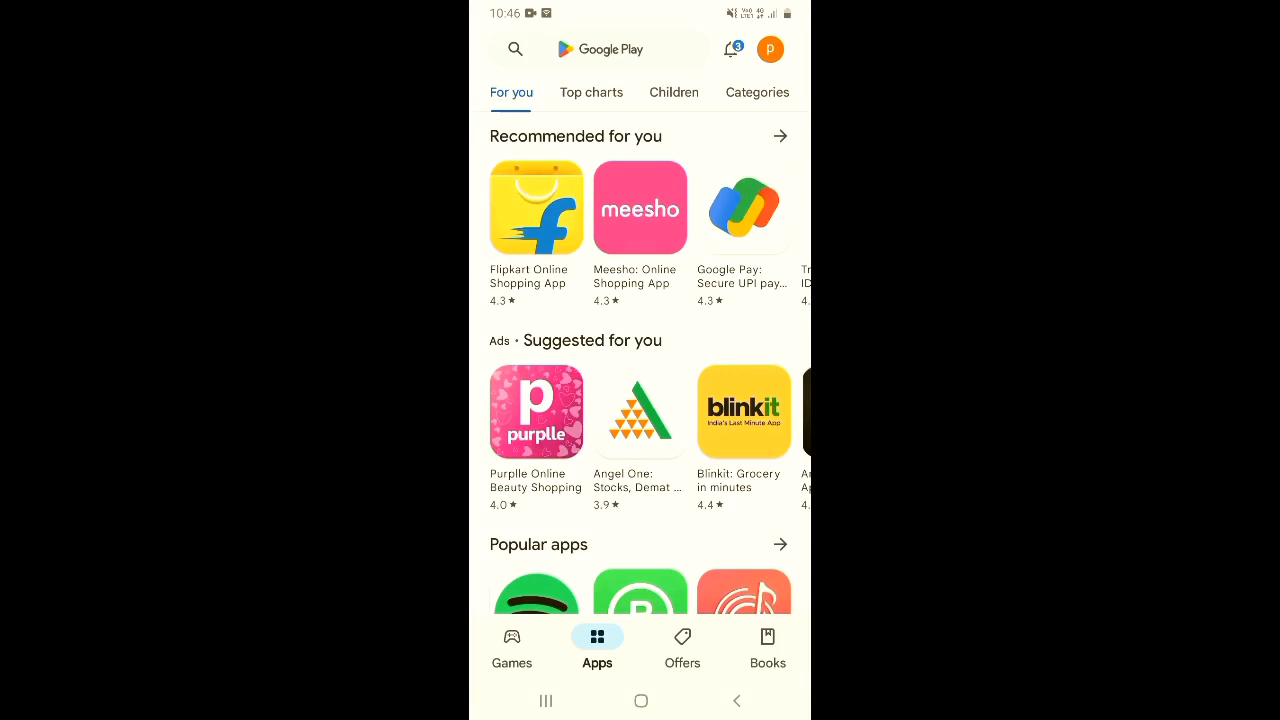 10:46
Google Play
3
p
For you Top charts Children Categories
Recommended for you
meesho
Flipkart Online
Shopping App
4.3★
Meesho: Online
Shopping App
4.3★
Google Pay:
Secure UPI pay...
4.3★
Ads • Suggested for you
p
purplle
blinkit
India's Last Minute App
Purplle Online
Beauty Shopping
4.0★
Angel One:
Stocks, Demat ...
3.9★
Blinkit: Grocery
in minutes
4.4★
Popular apps
Games Apps Offers Books